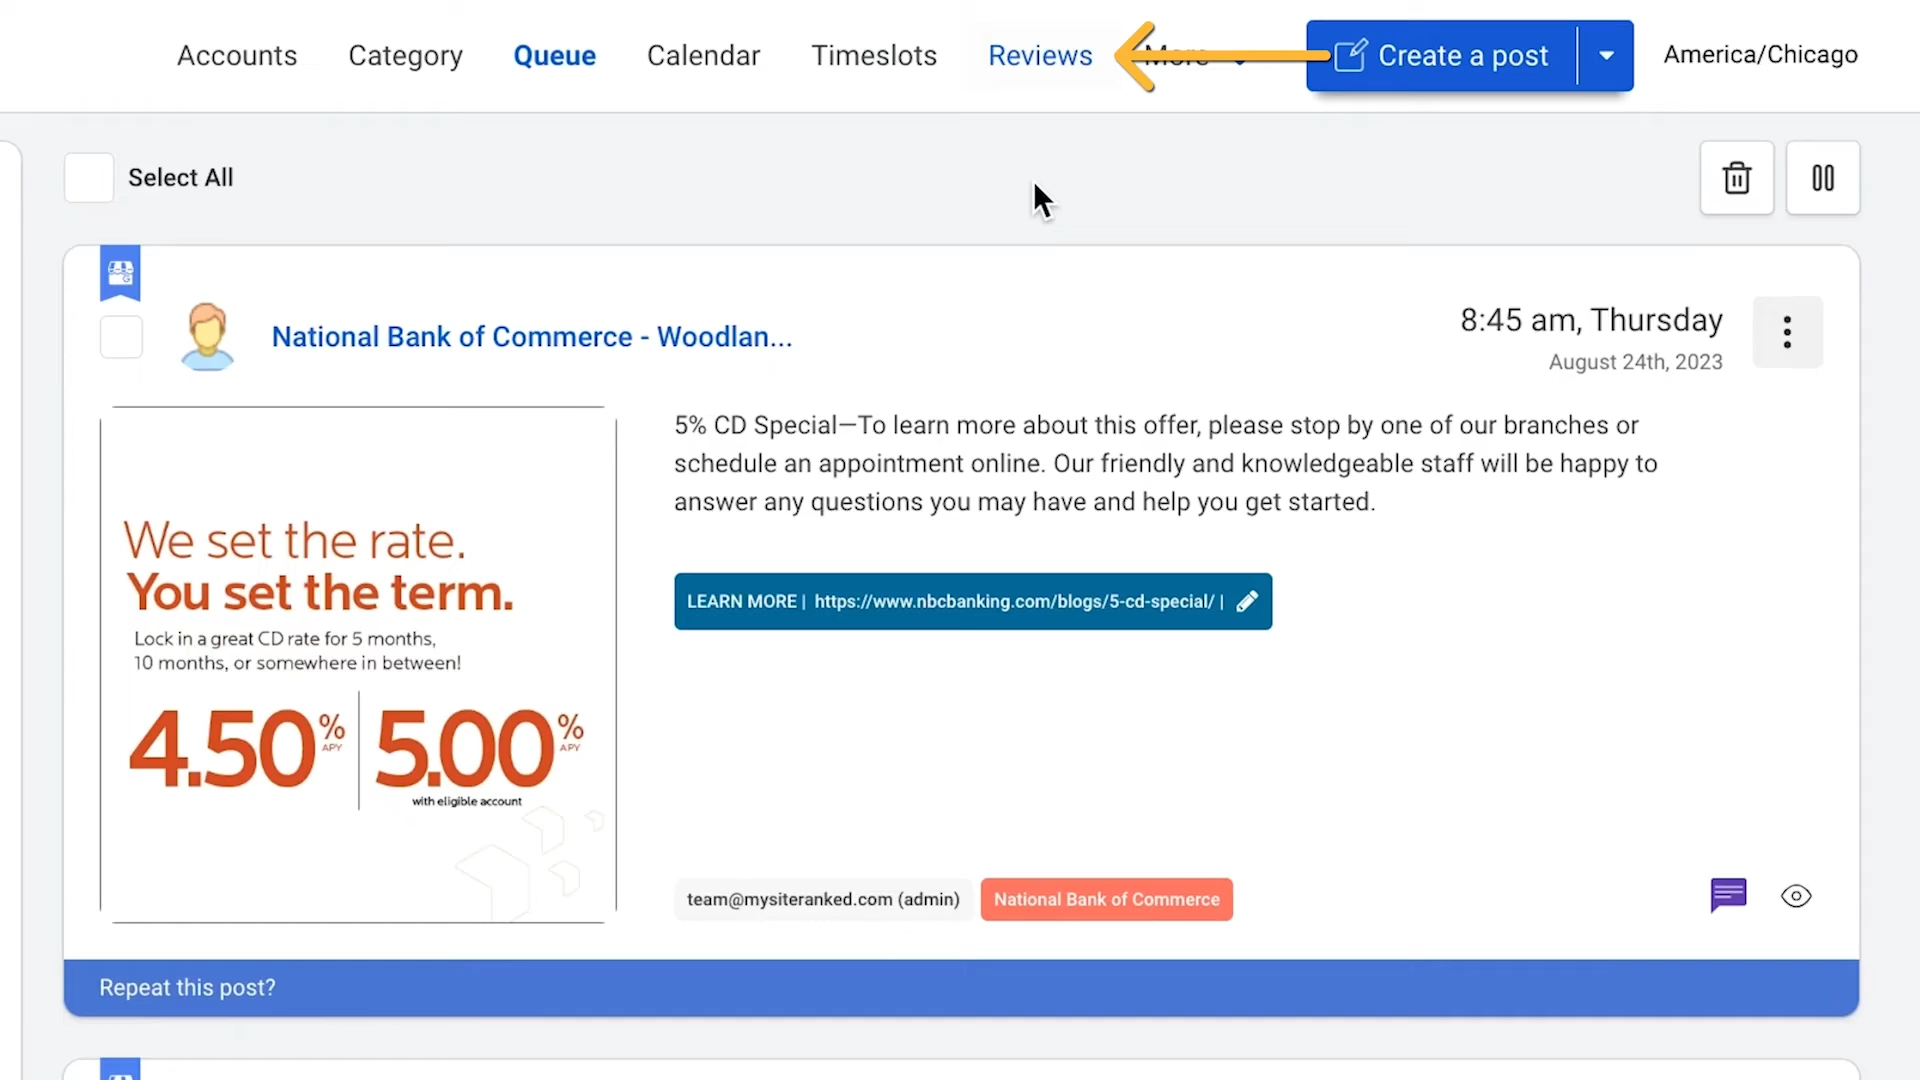 Accounts Category Queue Calendar Timeslots Reviews More Create a post America/Chicago
Select All
National Bank of Commerce - Woodlan...
8:45 am, Thursday
August 24th, 2023
5% CD Special—To learn more about this offer, please stop by one of our branches or
schedule an appointment online. Our friendly and knowledgeable staff will be happy to
answer any questions you may have and help you get started.
LEARN MORE | https://www.nbcbanking.com/blogs/5-cd-special/ |
We set the rate.
You set the term.
Lock in a great CD rate for 5 months,
10 months, or somewhere in between!
4.50% APY 5.00% APY
with eligible account
team@mysiteranked.com (admin) National Bank of Commerce
Repeat this post?